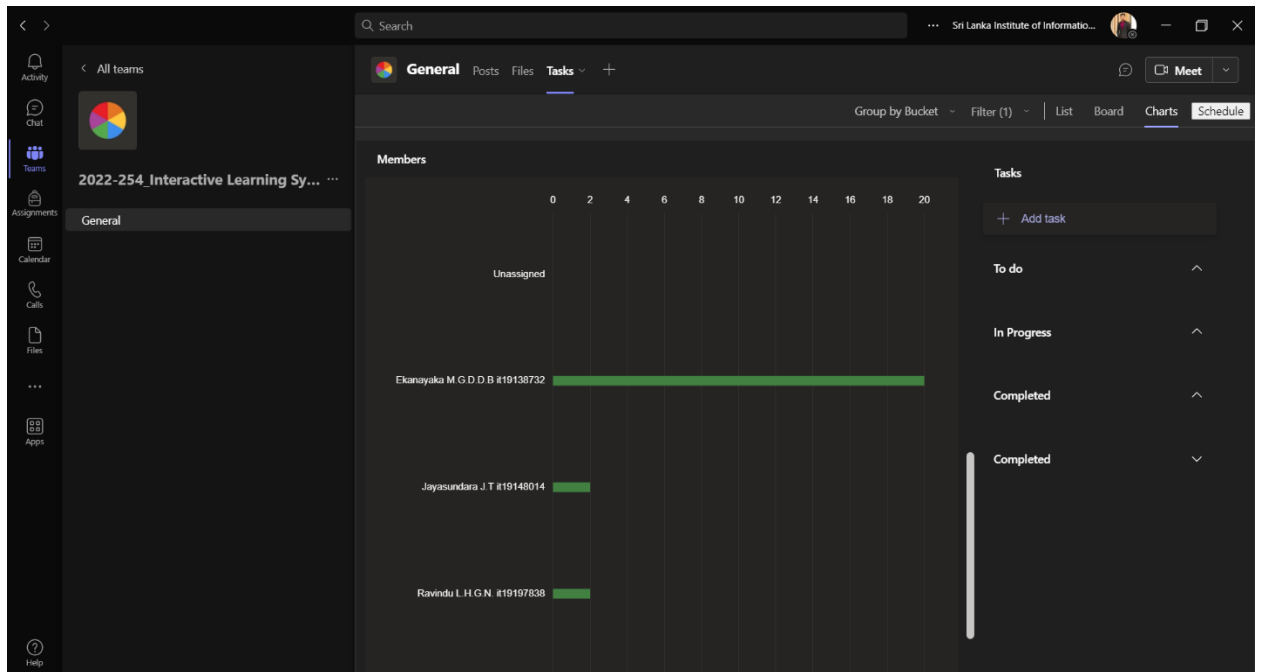 Search
Sri Lanka Institute of Informatio...
Activity
Chat
Teams
Assignments
Calendar
Calls
Files
Apps
Help
All teams
2022-254_Interactive Learning Sy...
General
General Posts Files Tasks
Meet
Group by Bucket Filter (1) List Board Charts Schedule
Members
0 2 4 6 8 10 12 14 16 18 20
Unassigned
Ekanayaka M.G.D.D.B it19138732
Jayasundara J.T it19148014
Ravindu L.H.G.N. it19197838
Tasks
Add task
To do
In Progress
Completed
Completed